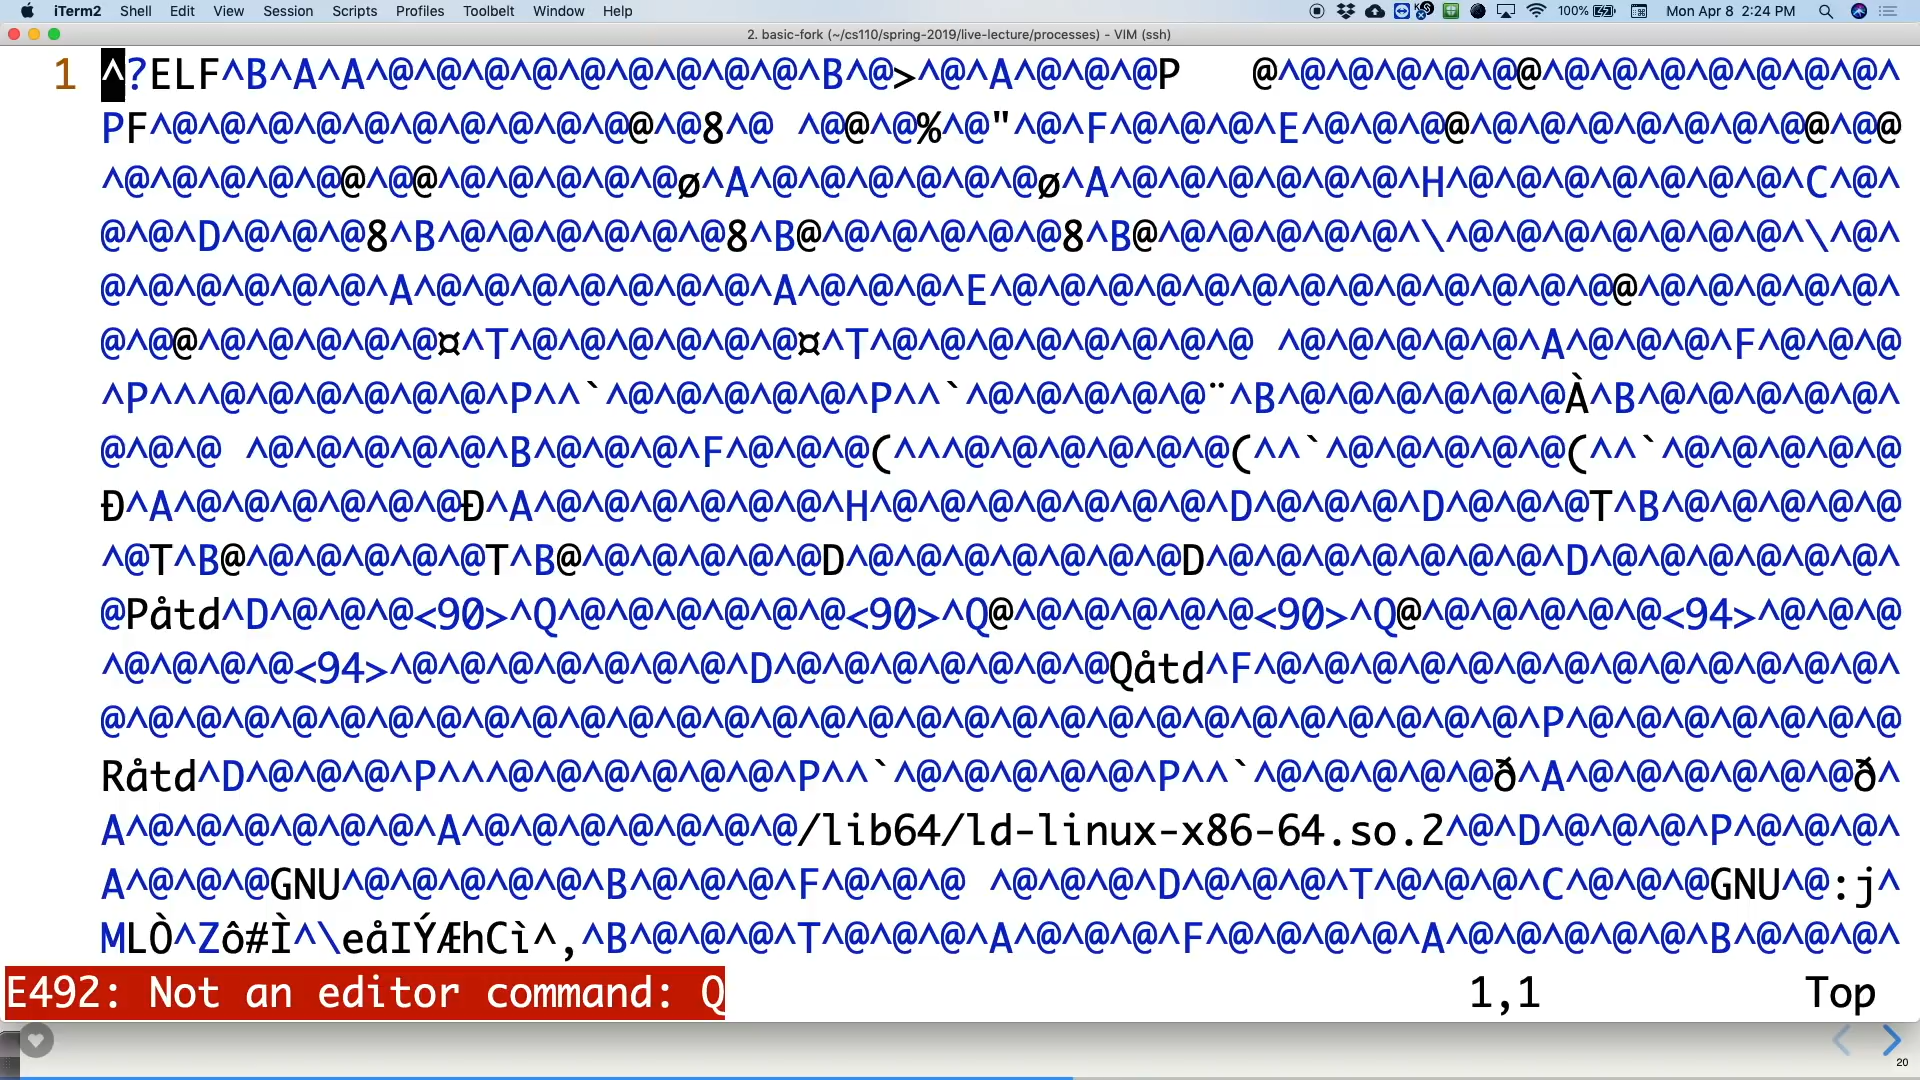 iTerm2 Shell Edit View Session Scripts Profiles Toolbelt Window Help 100% Mon Apr 8 2:24 PM
2. basic-fork (~/cs110/spring-2019/live-lecture/processes) - VIM (ssh)
1 ^?ELF^B^A^A^@^@^@^@^@^@^@^@^@^B^@>^@^A^@^@^@P   @^@^@^@^@^@@^@^@^@^@^@^@^@^
PF^@^@^@^@^@^@^@^@^@^@@^@8^@ ^@@^@%^@"^@^F^@^@^@^E^@^@^@@^@^@^@^@^@^@^@@^@@
^@^@^@^@^@@^@@^@^@^@^@^@ø^A^@^@^@^@^@^@ø^A^@^@^@^@^@^@^H^@^@^@^@^@^@^@^C^@^
@^@^D^@^@^@8^B^@^@^@^@^@^@8^B@^@^@^@^@^@8^B@^@^@^@^@^@^\^@^@^@^@^@^@^@^\^@^
@^@^@^@^@^@^A^@^@^@^@^@^@^@^A^@^@^@^E^@^@^@^@^@^@^@^@^@^@^@^@^@@^@^@^@^@^@^
@^@@^@^@^@^@^@¤^T^@^@^@^@^@^@¤^T^@^@^@^@^@^@^@^@ ^@^@^@^@^@^A^@^@^@^F^@^@^@
^P^^^@^@^@^@^@^@^P^^`^@^@^@^@^@^P^^`^@^@^@^@^@¨^B^@^@^@^@^@^@À^B^@^@^@^@^@^
@^@^@ ^@^@^@^@^@^B^@^@^@^F^@^@^@(^^^@^@^@^@^@^@(^^`^@^@^@^@^@(^^`^@^@^@^@^@
Ð^A^@^@^@^@^@^@Ð^A^@^@^@^@^@^@^H^@^@^@^@^@^@^@^D^@^@^@^D^@^@^@T^B^@^@^@^@^@
^@T^B@^@^@^@^@^@T^B@^@^@^@^@^@D^@^@^@^@^@^@^@D^@^@^@^@^@^@^@^D^@^@^@^@^@^@^
@Påtd^D^@^@^@<90>^Q^@^@^@^@^@^@<90>^Q@^@^@^@^@^@<90>^Q@^@^@^@^@^@<94>^@^@^@
^@^@^@^@<94>^@^@^@^@^@^@^@^D^@^@^@^@^@^@^@Qåtd^F^@^@^@^@^@^@^@^@^@^@^@^@^@^
@^@^@^@^@^@^@^@^@^@^@^@^@^@^@^@^@^@^@^@^@^@^@^@^@^@^@^@^@^@^P^@^@^@^@^@^@^@
Råtd^D^@^@^@^P^^^@^@^@^@^@^@^P^^`^@^@^@^@^@^P^^`^@^@^@^@^@ð^A^@^@^@^@^@^@ð^
A^@^@^@^@^@^@^A^@^@^@^@^@^@^@/lib64/ld-linux-x86-64.so.2^@^D^@^@^@^P^@^@^@^
A^@^@^@GNU^@^@^@^@^@^B^@^@^@^F^@^@^@ ^@^@^@^D^@^@^@^T^@^@^@^C^@^@^@GNU^@:j^
MLÒ^Zô#Ì^\eåIÝÆhCì^,^B^@^@^@^T^@^@^@^A^@^@^@^F^@^@^@^@^A^@^@^@^@^@^B^@^@^@^
E492: Not an editor command: Q 1,1 Top
20